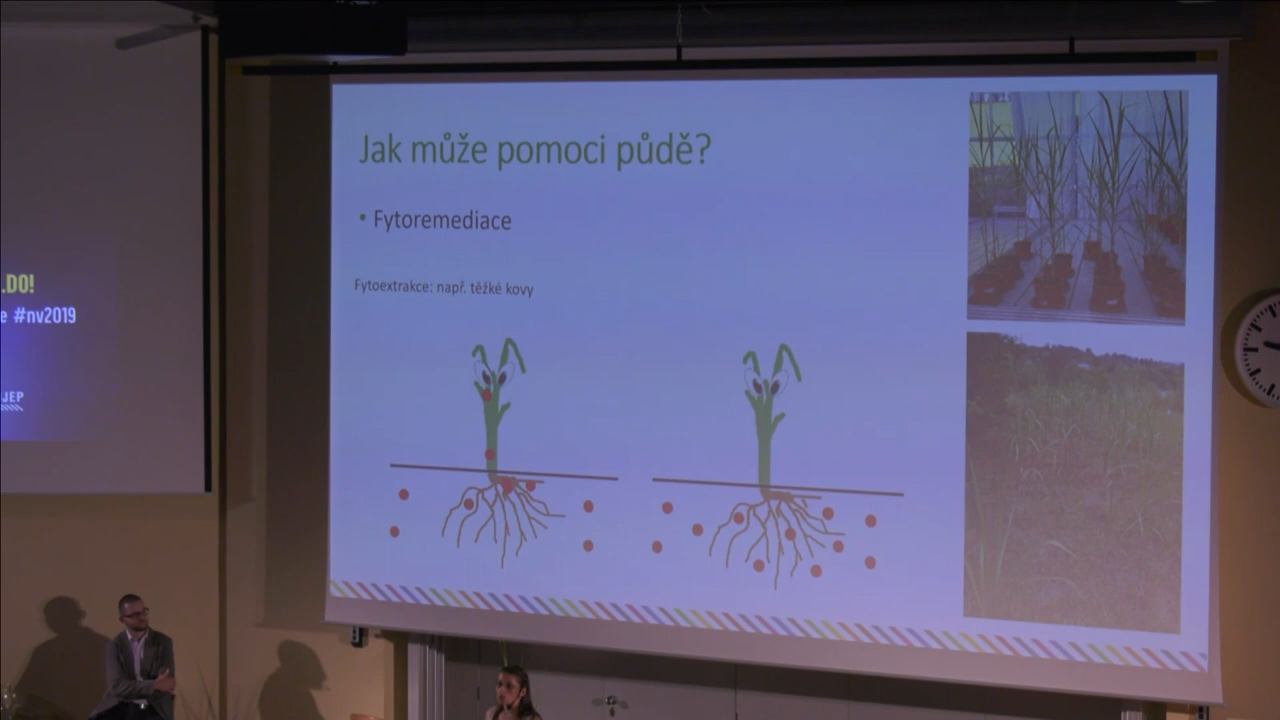 Jak může pomoci půdě?
• Fytoremediace
Fytoextrakce: např. těžké kovy
.DO!
e #nv2019
JEP